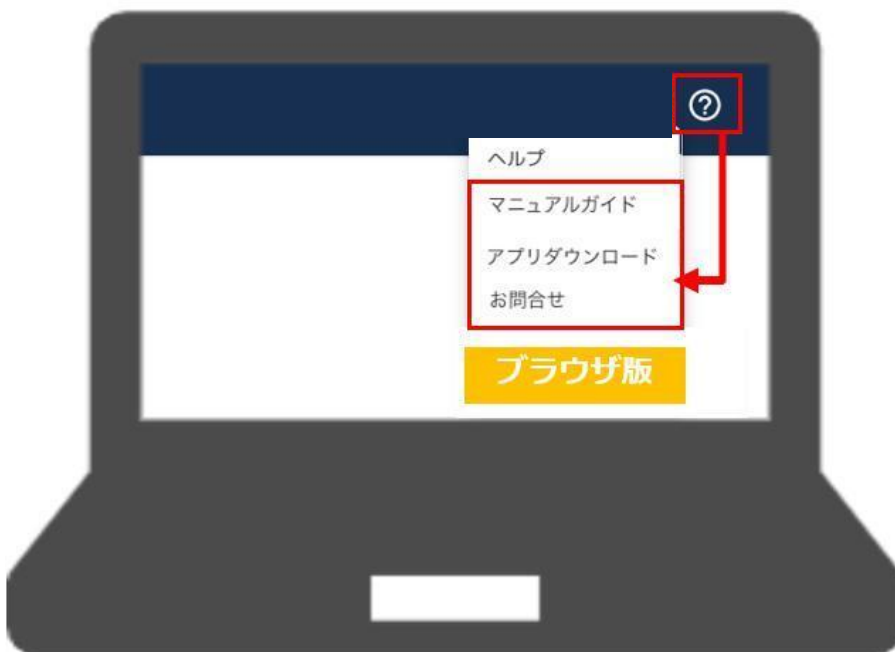 ?
ヘルプ
マニュアルガイド
アプリダウンロード
お問合せ
ブラウザ版